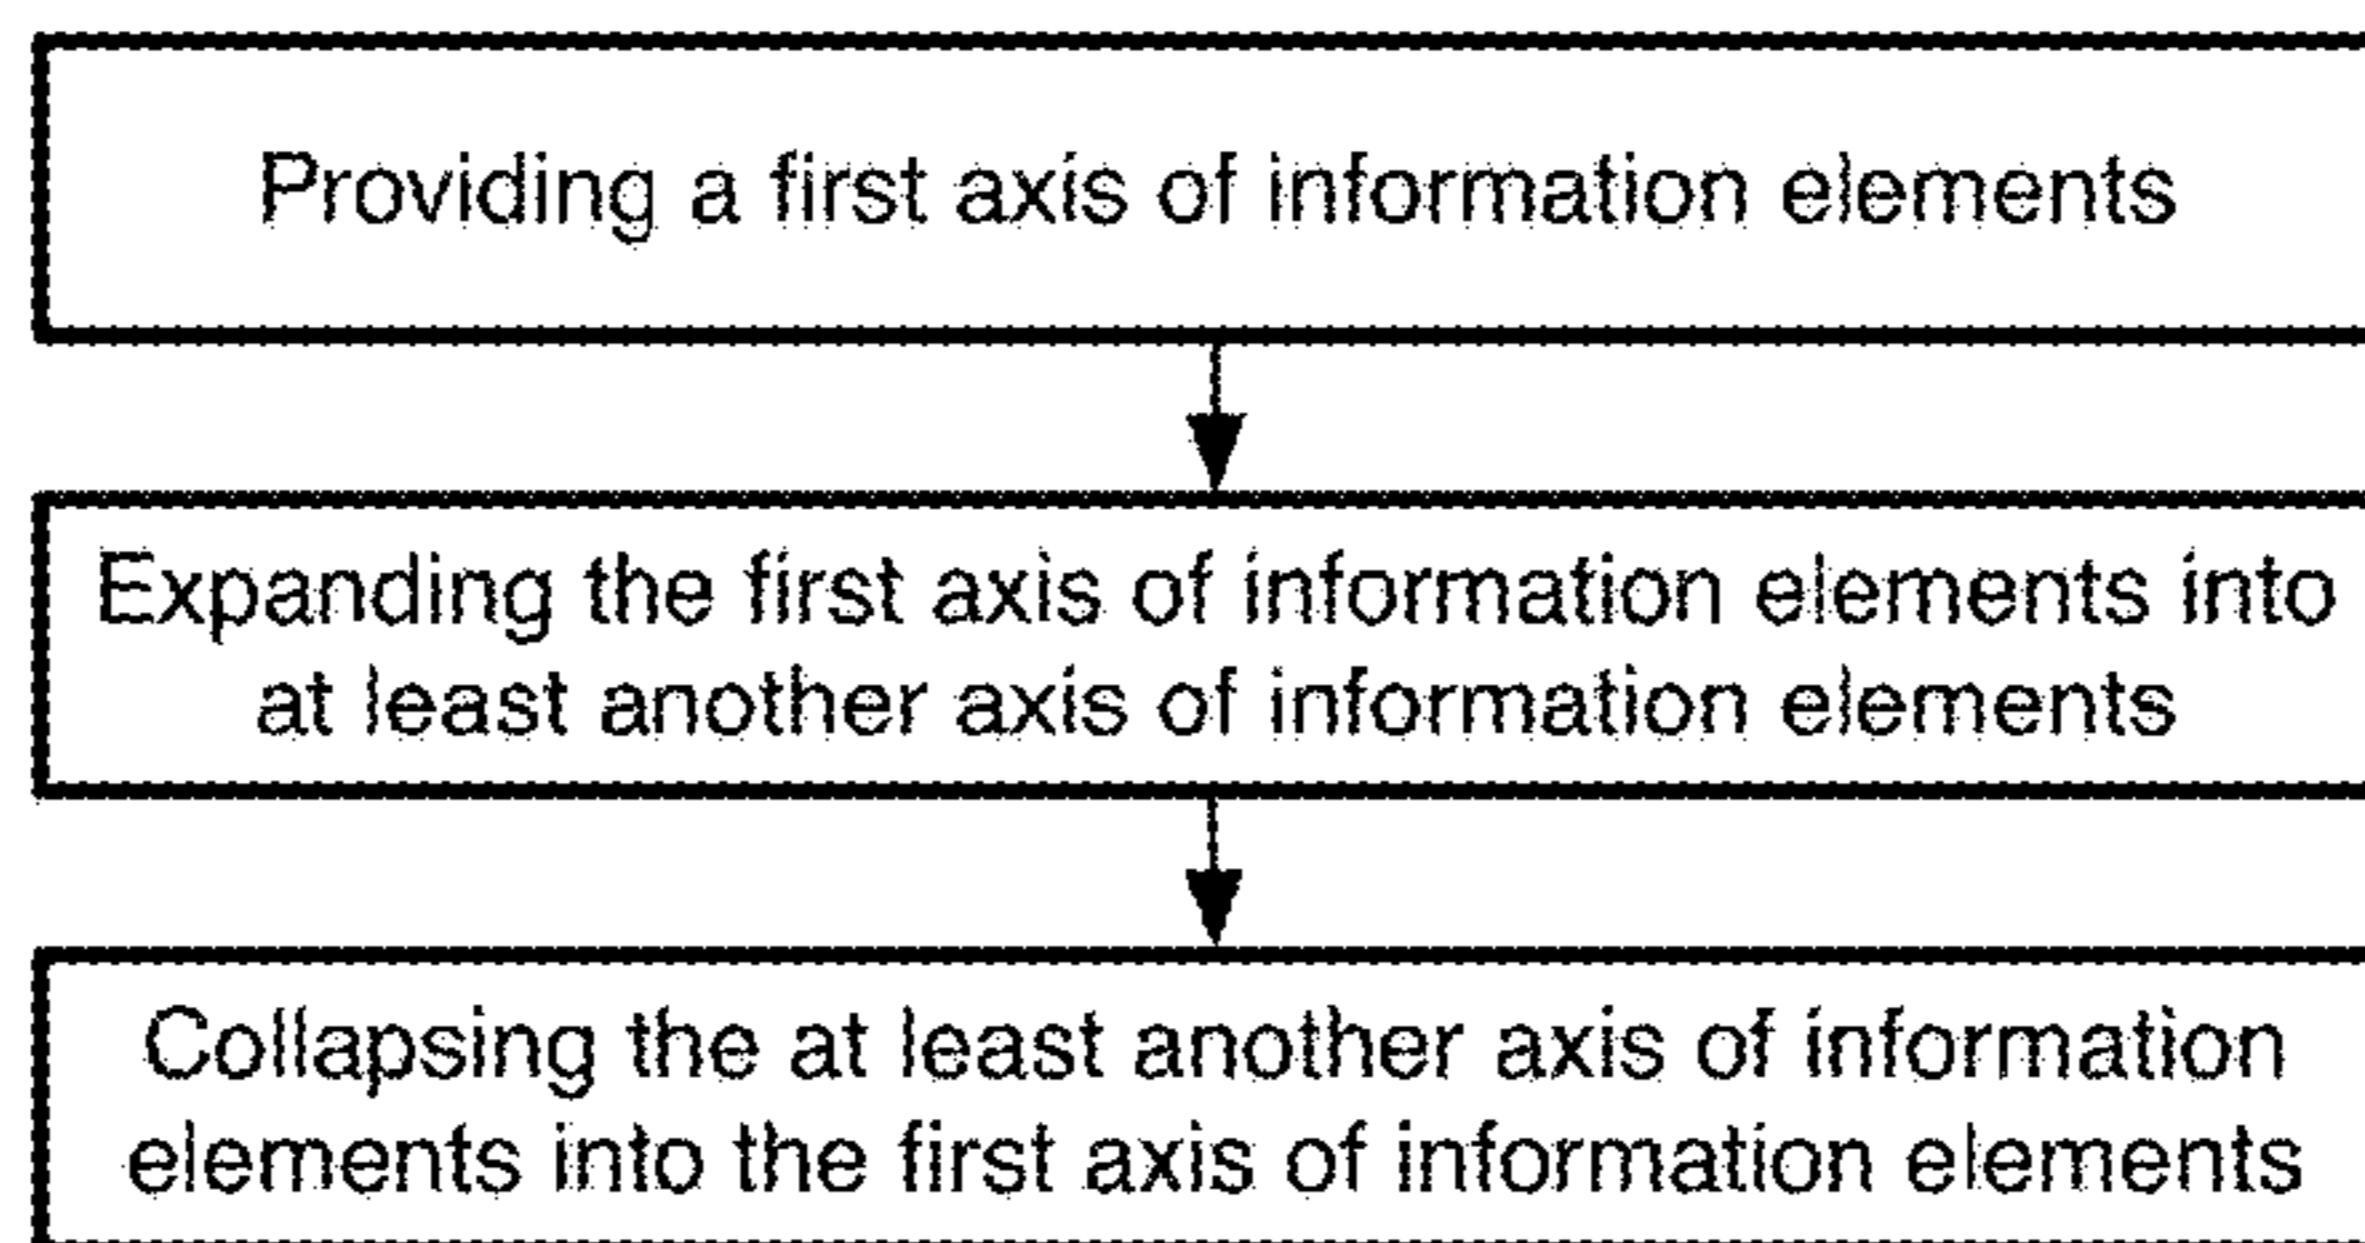 Providing a first axis of information elements
Expanding the first axis of information elements into
at least another axis of information elements
Collapsing the at least another axis of information
elements into the first axis of information elements